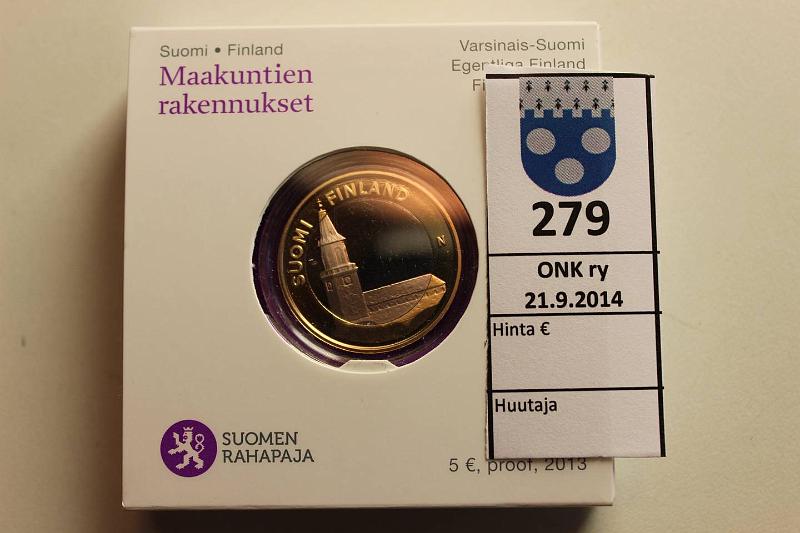 Suomi • Finland
Maakuntien
rakennukset
Varsinais-Suomi
Egentliga Finland
SUOMI FINLAND
N
SUOMEN
RAHAPAJA
5 €, proof, 2013
279
ONK ry
21.9.2014
Hinta €
Huutaja